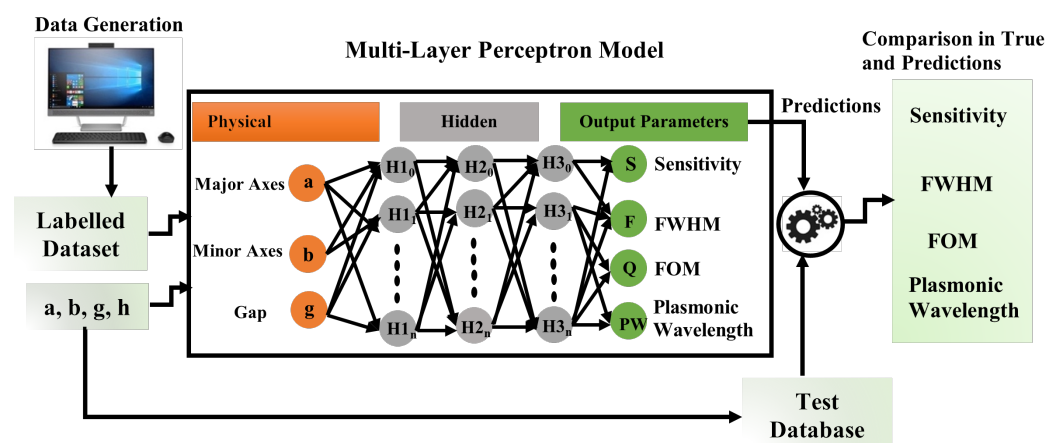 Data Generation
Multi-Layer Perceptron Model
Comparison in True
and Predictions
Physical
Hidden
Output Parameters
Predictions
Major Axes
Minor Axes
Gap
a
b
g
H1₀
H1₁
H1ₙ
H2₀
H2₁
H2ₙ
H3₀
H3₁
H3ₙ
S
F
Q
PW
Sensitivity
FWHM
FOM
Plasmonic
Wavelength
Labelled
Dataset
a, b, g, h
Test
Database
Sensitivity
FWHM
FOM
Plasmonic
Wavelength